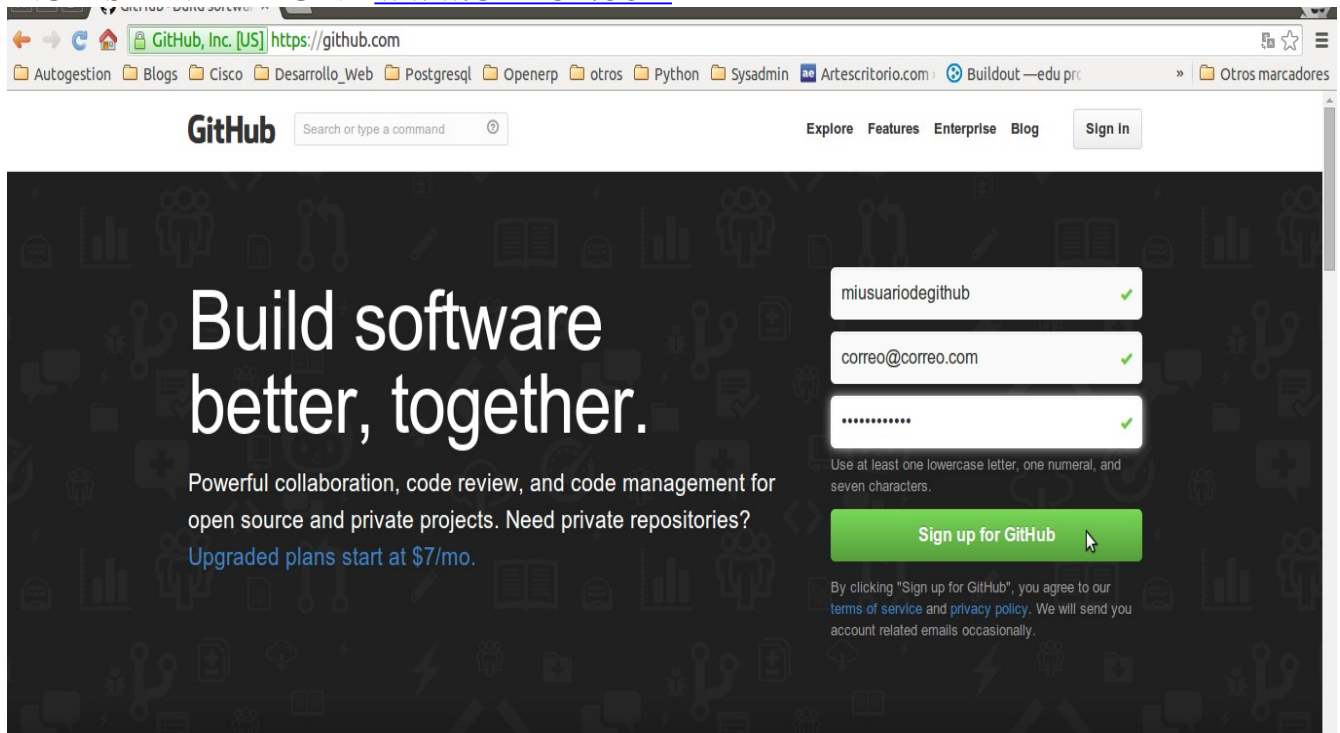 GitHub, Inc. [US] https://github.com
Autogestion Blogs Cisco Desarrollo_Web Postgresql Openerp otros Python Sysadmin ae Artescritorio.com Buildout —edu » Otros marcadores
GitHub Search or type a command Explore Features Enterprise Blog Sign in
Build software
better, together.
Powerful collaboration, code review, and code management for
open source and private projects. Need private repositories?
Upgraded plans start at $7/mo.
miusuariodegithub
correo@correo.com
••••••••••••
Use at least one lowercase letter, one numeral, and
seven characters.
Sign up for GitHub
By clicking "Sign up for GitHub", you agree to our
terms of service and privacy policy. We will send you
account related emails occasionally.